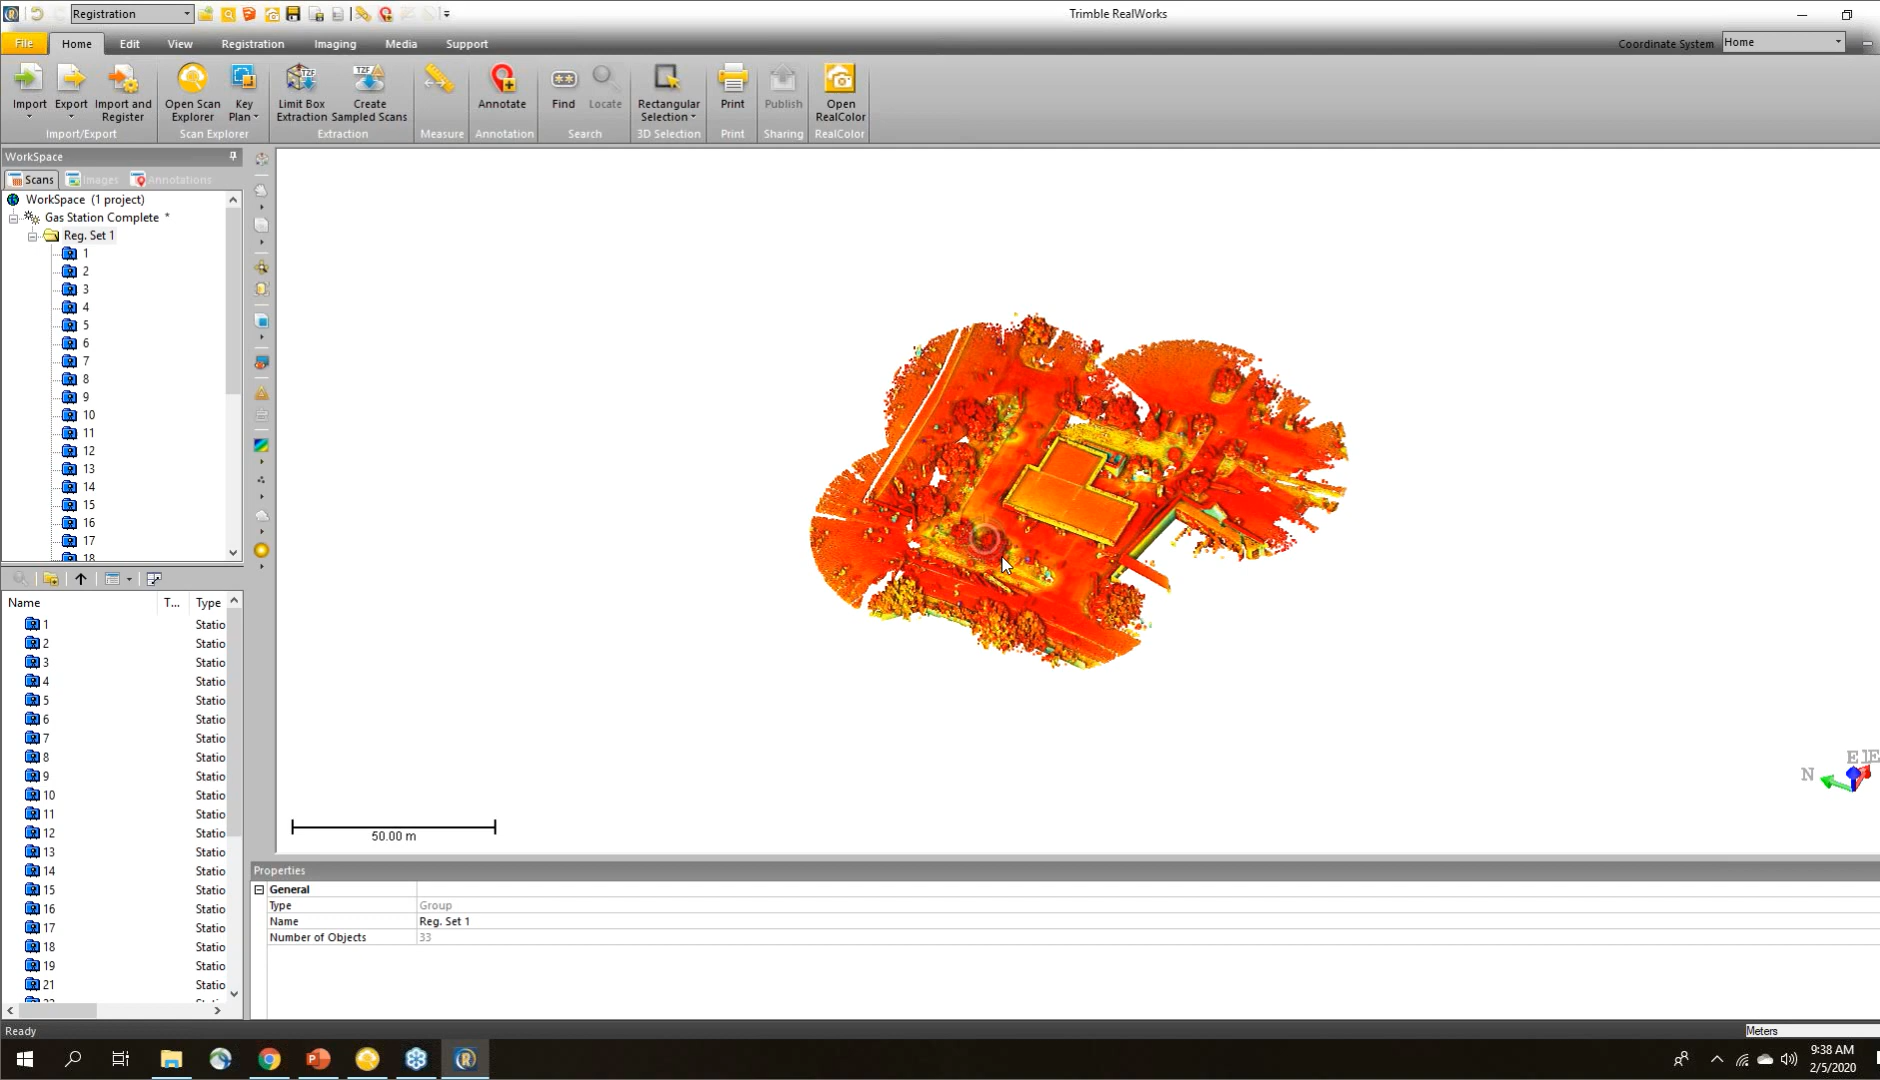 Registration
Trimble RealWorks
File
Home
Edit
View
Registration
Imaging
Media
Support
Coordinate System
Home
Import
Export
Import and
Register
Open Scan
Explorer
Key
Plan
Limit Box
Extraction
Create
Sampled Scans
Annotate
Find
Locate
Rectangular
Selection
Print
Publish
Open
RealColor
Import/Export
Scan Explorer
Extraction
Measure
Annotation
Search
3D Selection
Print
Sharing
RealColor
WorkSpace
Scans
Images
Annotations
WorkSpace (1 project)
Gas Station Complete *
Reg. Set 1
1
2
3
4
5
6
7
8
9
10
11
12
13
14
15
16
17
18
Name T... Type
1 Statio
2 Statio
3 Statio
4 Statio
5 Statio
6 Statio
7 Statio
8 Statio
9 Statio
10 Statio
11 Statio
12 Statio
13 Statio
14 Statio
15 Statio
16 Statio
17 Statio
18 Statio
19 Statio
21 Statio
50.00 m
N
Properties
General
Type Group
Name Reg. Set 1
Number of Objects 33
Ready
Meters
9:38 AM
2/5/2020